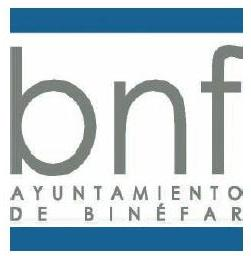 bnf
AYUNTAMIENTO
DE BINÉFAR